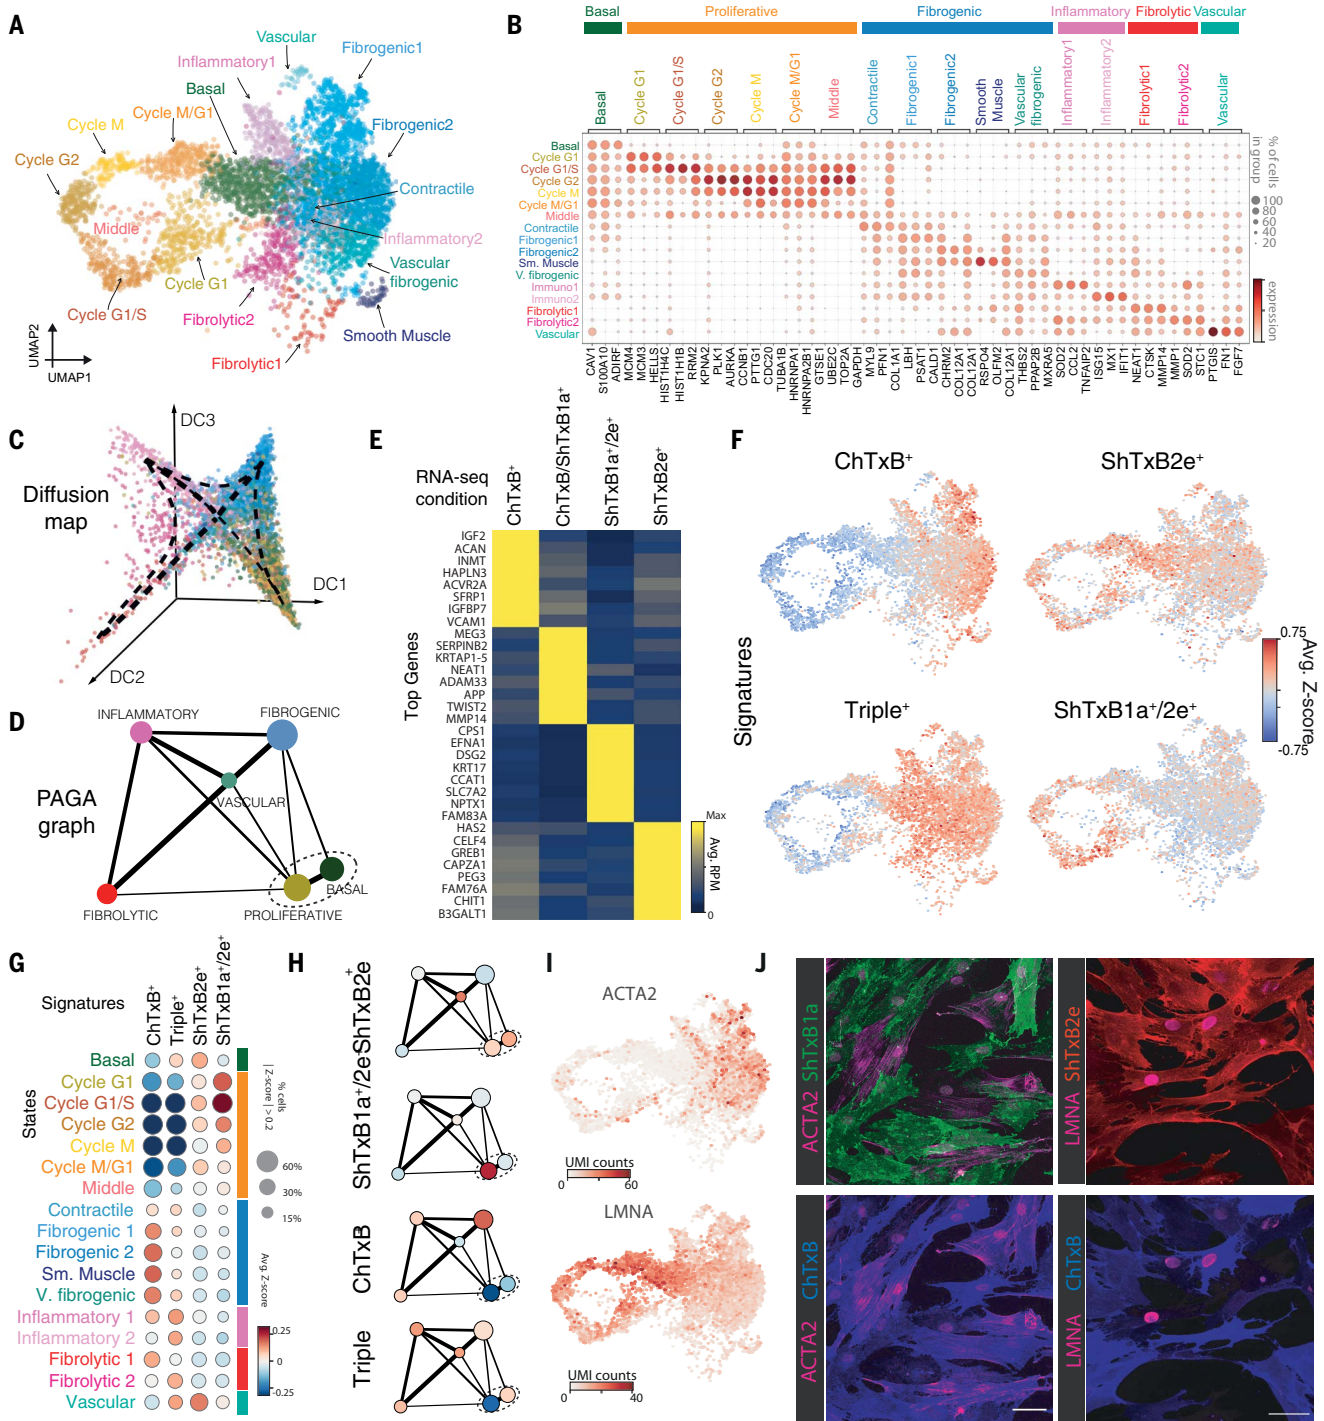 A
Vascular
Fibrogenic1
Inflammatory1
Basal
Cycle M/G1
Cycle M
Fibrogenic2
Cycle G2
Contractile
Middle
Inflammatory2
Vascular
fibrogenic
Cycle G1
Cycle G1/S
Fibrolytic2
Smooth Muscle
Fibrolytic1
UMAP2
UMAP1
B
Basal
Proliferative
Fibrogenic
Inflammatory
Fibrolytic
Vascular
Basal
Cycle G1
Cycle G1/S
Cycle G2
Cycle M
Cycle M/G1
Middle
Contractile
Fibrogenic1
Fibrogenic2
Smooth
Muscle
Vascular
fibrogenic
Inflammatory1
Inflammatory2
Fibrolytic1
Fibrolytic2
Vascular
Basal
Cycle G1
Cycle G1/S
Cycle G2
Cycle M
Cycle M/G1
Middle
Contractile
Fibrogenic1
Fibrogenic2
Sm. Muscle
V. fibrogenic
Immuno1
Immuno2
Fibrolytic1
Fibrolytic2
Vascular
% of cells
in group
100
80
60
40
20
expression
CAV1
S100A10
ADIRF
MCM4
MCM3
HELLS
HIST1H4C
HIST1H1B
RRM2
KPNA2
PLK1
AURKA
CCNB1
PTTG1
CDC20
TUBA1B
HNRNPA1
HNRNPA2B1
GTSE1
UBE2C
TOP2A
GAPDH
MYL9
PFN1
COL1A1
LBH
PSAT1
CALD1
CHRM2
COL12A1
COL12A1
RSPO4
OLFM2
COL12A1
THBS2
PPAP2B
MXRA5
SOD2
CCL2
TNFAIP2
ISG15
MX1
IFIT1
NEAT1
CTSK
MMP14
MMP1
SOD2
STC1
PTGIS
FN1
FGF7
C
DC3
Diffusion
map
DC1
DC2
D
INFLAMMATORY
FIBROGENIC
PAGA
graph
VASCULAR
BASAL
FIBROLYTIC
PROLIFERATIVE
E
RNA-seq
condition
ChTxB+
ChTxB/ShTxB1a+
ShTxB1a+/2e+
ShTxB2e+
Top Genes
IGF2
ACAN
INMT
HAPLN3
ACVR2A
SFRP1
IGFBP7
VCAM1
MEG3
SERPINB2
KRTAP1-5
NEAT1
ADAM33
APP
TWIST2
MMP14
CPS1
EFNA1
DSG2
KRT17
CCAT1
SLC7A2
NPTX1
FAM83A
HAS2
CELF4
GREB1
CAPZA1
PEG3
FAM76A
CHIT1
B3GALT1
Max
Avg. RPM
0
F
ChTxB+
ShTxB2e+
Signatures
Triple+
ShTxB1a+/2e+
0.75
Avg. Z-score
-0.75
G
Signatures
ChTxB+
Triple+
ShTxB2e+
ShTxB1a+/2e+
States
Basal
Cycle G1
Cycle G1/S
Cycle G2
Cycle M
Cycle M/G1
Middle
Contractile
Fibrogenic 1
Fibrogenic 2
Sm. Muscle
V. fibrogenic
Inflammatory 1
Inflammatory 2
Fibrolytic 1
Fibrolytic 2
Vascular
% cells
| Z-score | > 0.2
60%
30%
15%
Avg. Z-score
0.25
0
-0.25
H
ShTxB2e+
ShTxB1a+/2e+
ChTxB+
Triple
I
ACTA2
UMI counts
0 60
LMNA
UMI counts
0 40
J
ACTA2 ShTxB1a
LMNA ShTxB2e
ACTA2 ChTxB
LMNA ChTxB